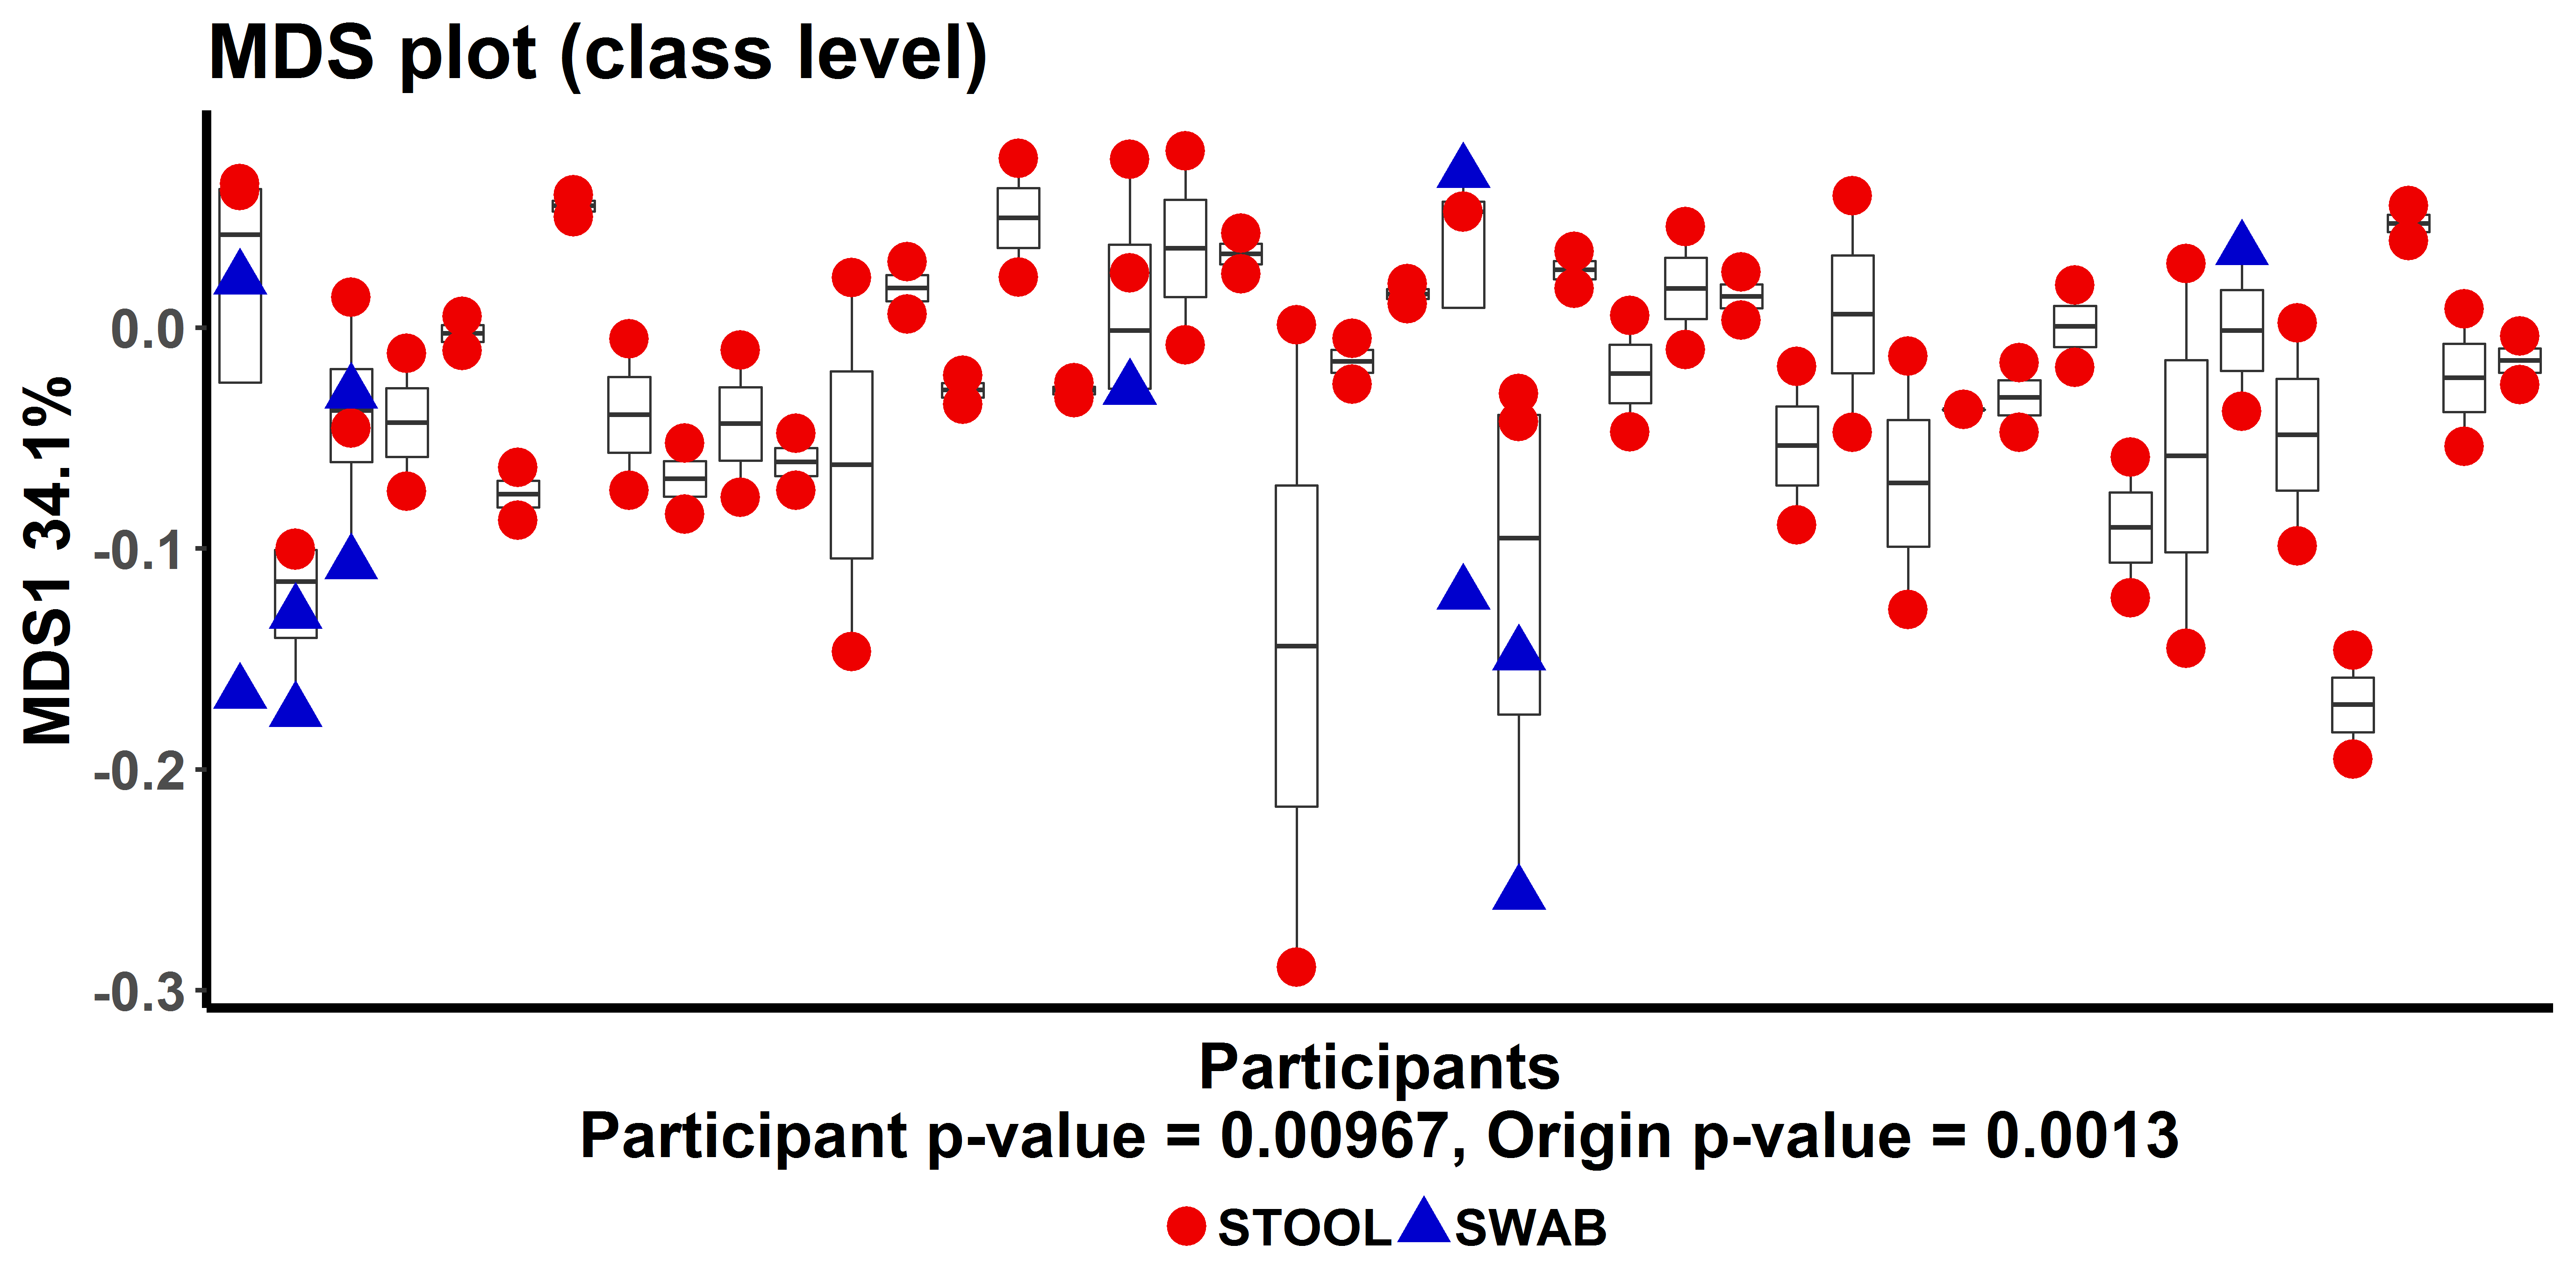 MDS plot (class level)
MDS1 34.1%
0.0
-0.1
-0.2
-0.3
Participants
Participant p-value = 0.00967, Origin p-value = 0.0013
STOOL SWAB